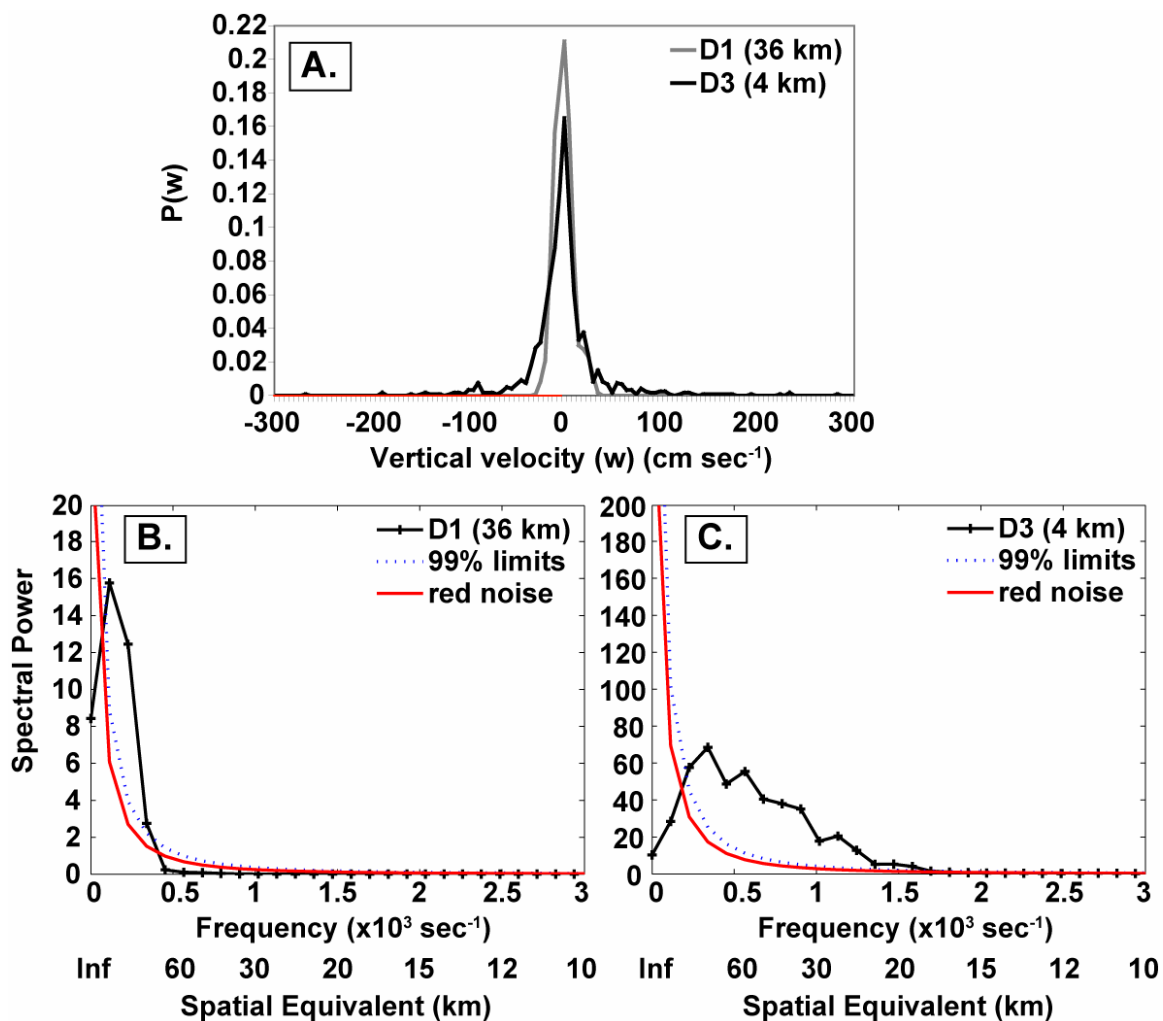 0.22
0.2
0.18
0.16
0.14
0.12
0.1
0.08
0.06
0.04
0.02
0
P(w)
A.
D1 (36 km)
D3 (4 km)
-300 -200 -100 0 100 200 300
Vertical velocity (w) (cm sec⁻¹)
20
18
16
14
12
10
8
6
4
2
0
Spectral Power
B.
D1 (36 km)
99% limits
red noise
0 0.5 1 1.5 2 2.5 3
Frequency (x10³ sec⁻¹)
Inf 60 30 20 15 12 10
Spatial Equivalent (km)
200
180
160
140
120
100
80
60
40
20
0
C.
D3 (4 km)
99% limits
red noise
0 0.5 1 1.5 2 2.5 3
Frequency (x10³ sec⁻¹)
Inf 60 30 20 15 12 10
Spatial Equivalent (km)